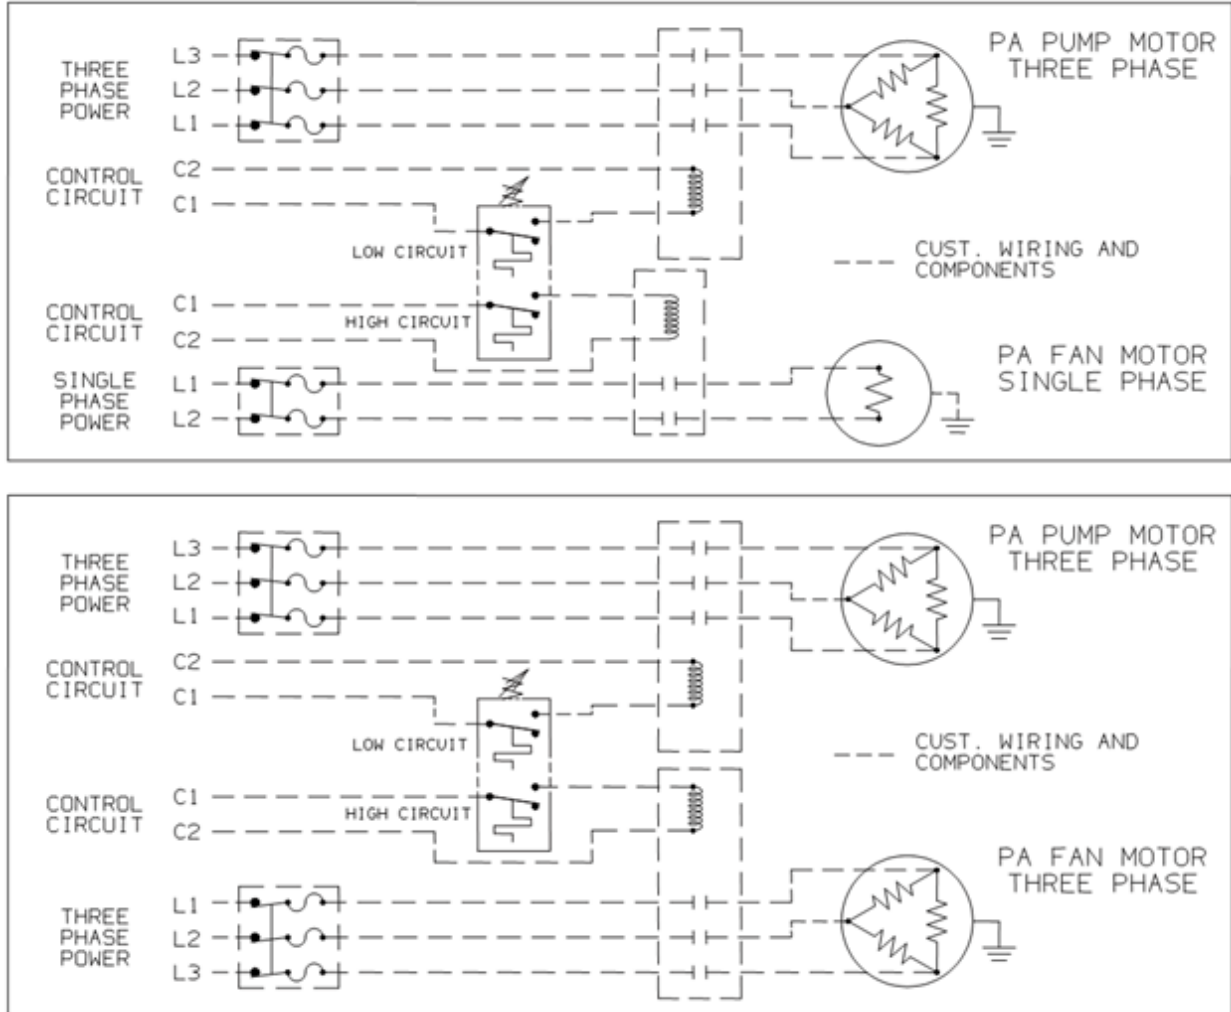 L3
THREE
PHASE
POWER
L2
L1
PA PUMP MOTOR
THREE PHASE
CONTROL
CIRCUIT
C2
C1
LOW CIRCUIT
CUST. WIRING AND
COMPONENTS
CONTROL
CIRCUIT
C1
C2
HIGH CIRCUIT
SINGLE
PHASE
POWER
L1
L2
PA FAN MOTOR
SINGLE PHASE
L3
THREE
PHASE
POWER
L2
L1
PA PUMP MOTOR
THREE PHASE
CONTROL
CIRCUIT
C2
C1
LOW CIRCUIT
CUST. WIRING AND
COMPONENTS
CONTROL
CIRCUIT
C1
C2
HIGH CIRCUIT
THREE
PHASE
POWER
L1
L2
L3
PA FAN MOTOR
THREE PHASE